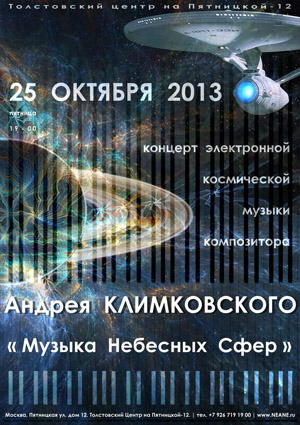 Толстовский центр на Пятницкой-12
25 ОКТЯБРЯ 2013
пятница
19-00
концерт электронной
космической
музыки
композитора
Андрея КЛИМКОВСКОГО
« Музыка Небесных Сфер »
Москва, Пятницкая ул. дом 12. Толстовский Центр на Пятницкой-12. | тел. +7 926 719 19 00 | www.NEANE.ru